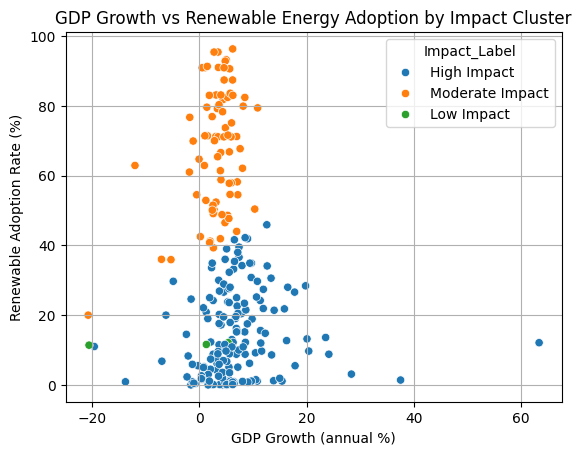 GDP Growth vs Renewable Energy Adoption by Impact Cluster
Impact_Label
High Impact
Moderate Impact
Low Impact
Renewable Adoption Rate (%)
100
80
60
40
20
0
−20 0 20 40 60
GDP Growth (annual %)